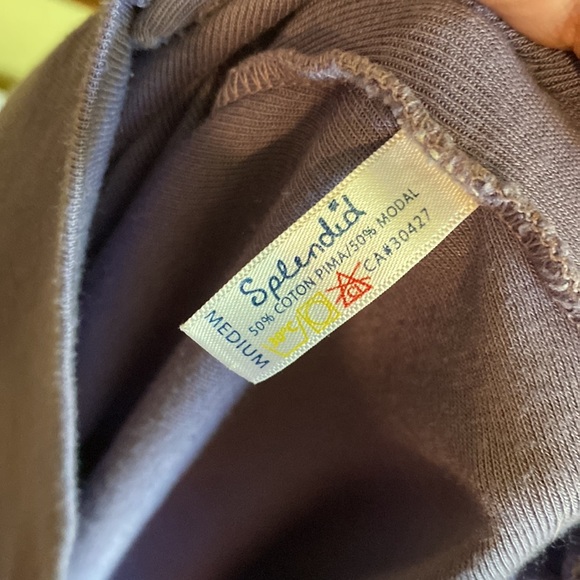 Splendid
50% COTON PIMA/50% MODAL
CA#30427
MEDIUM